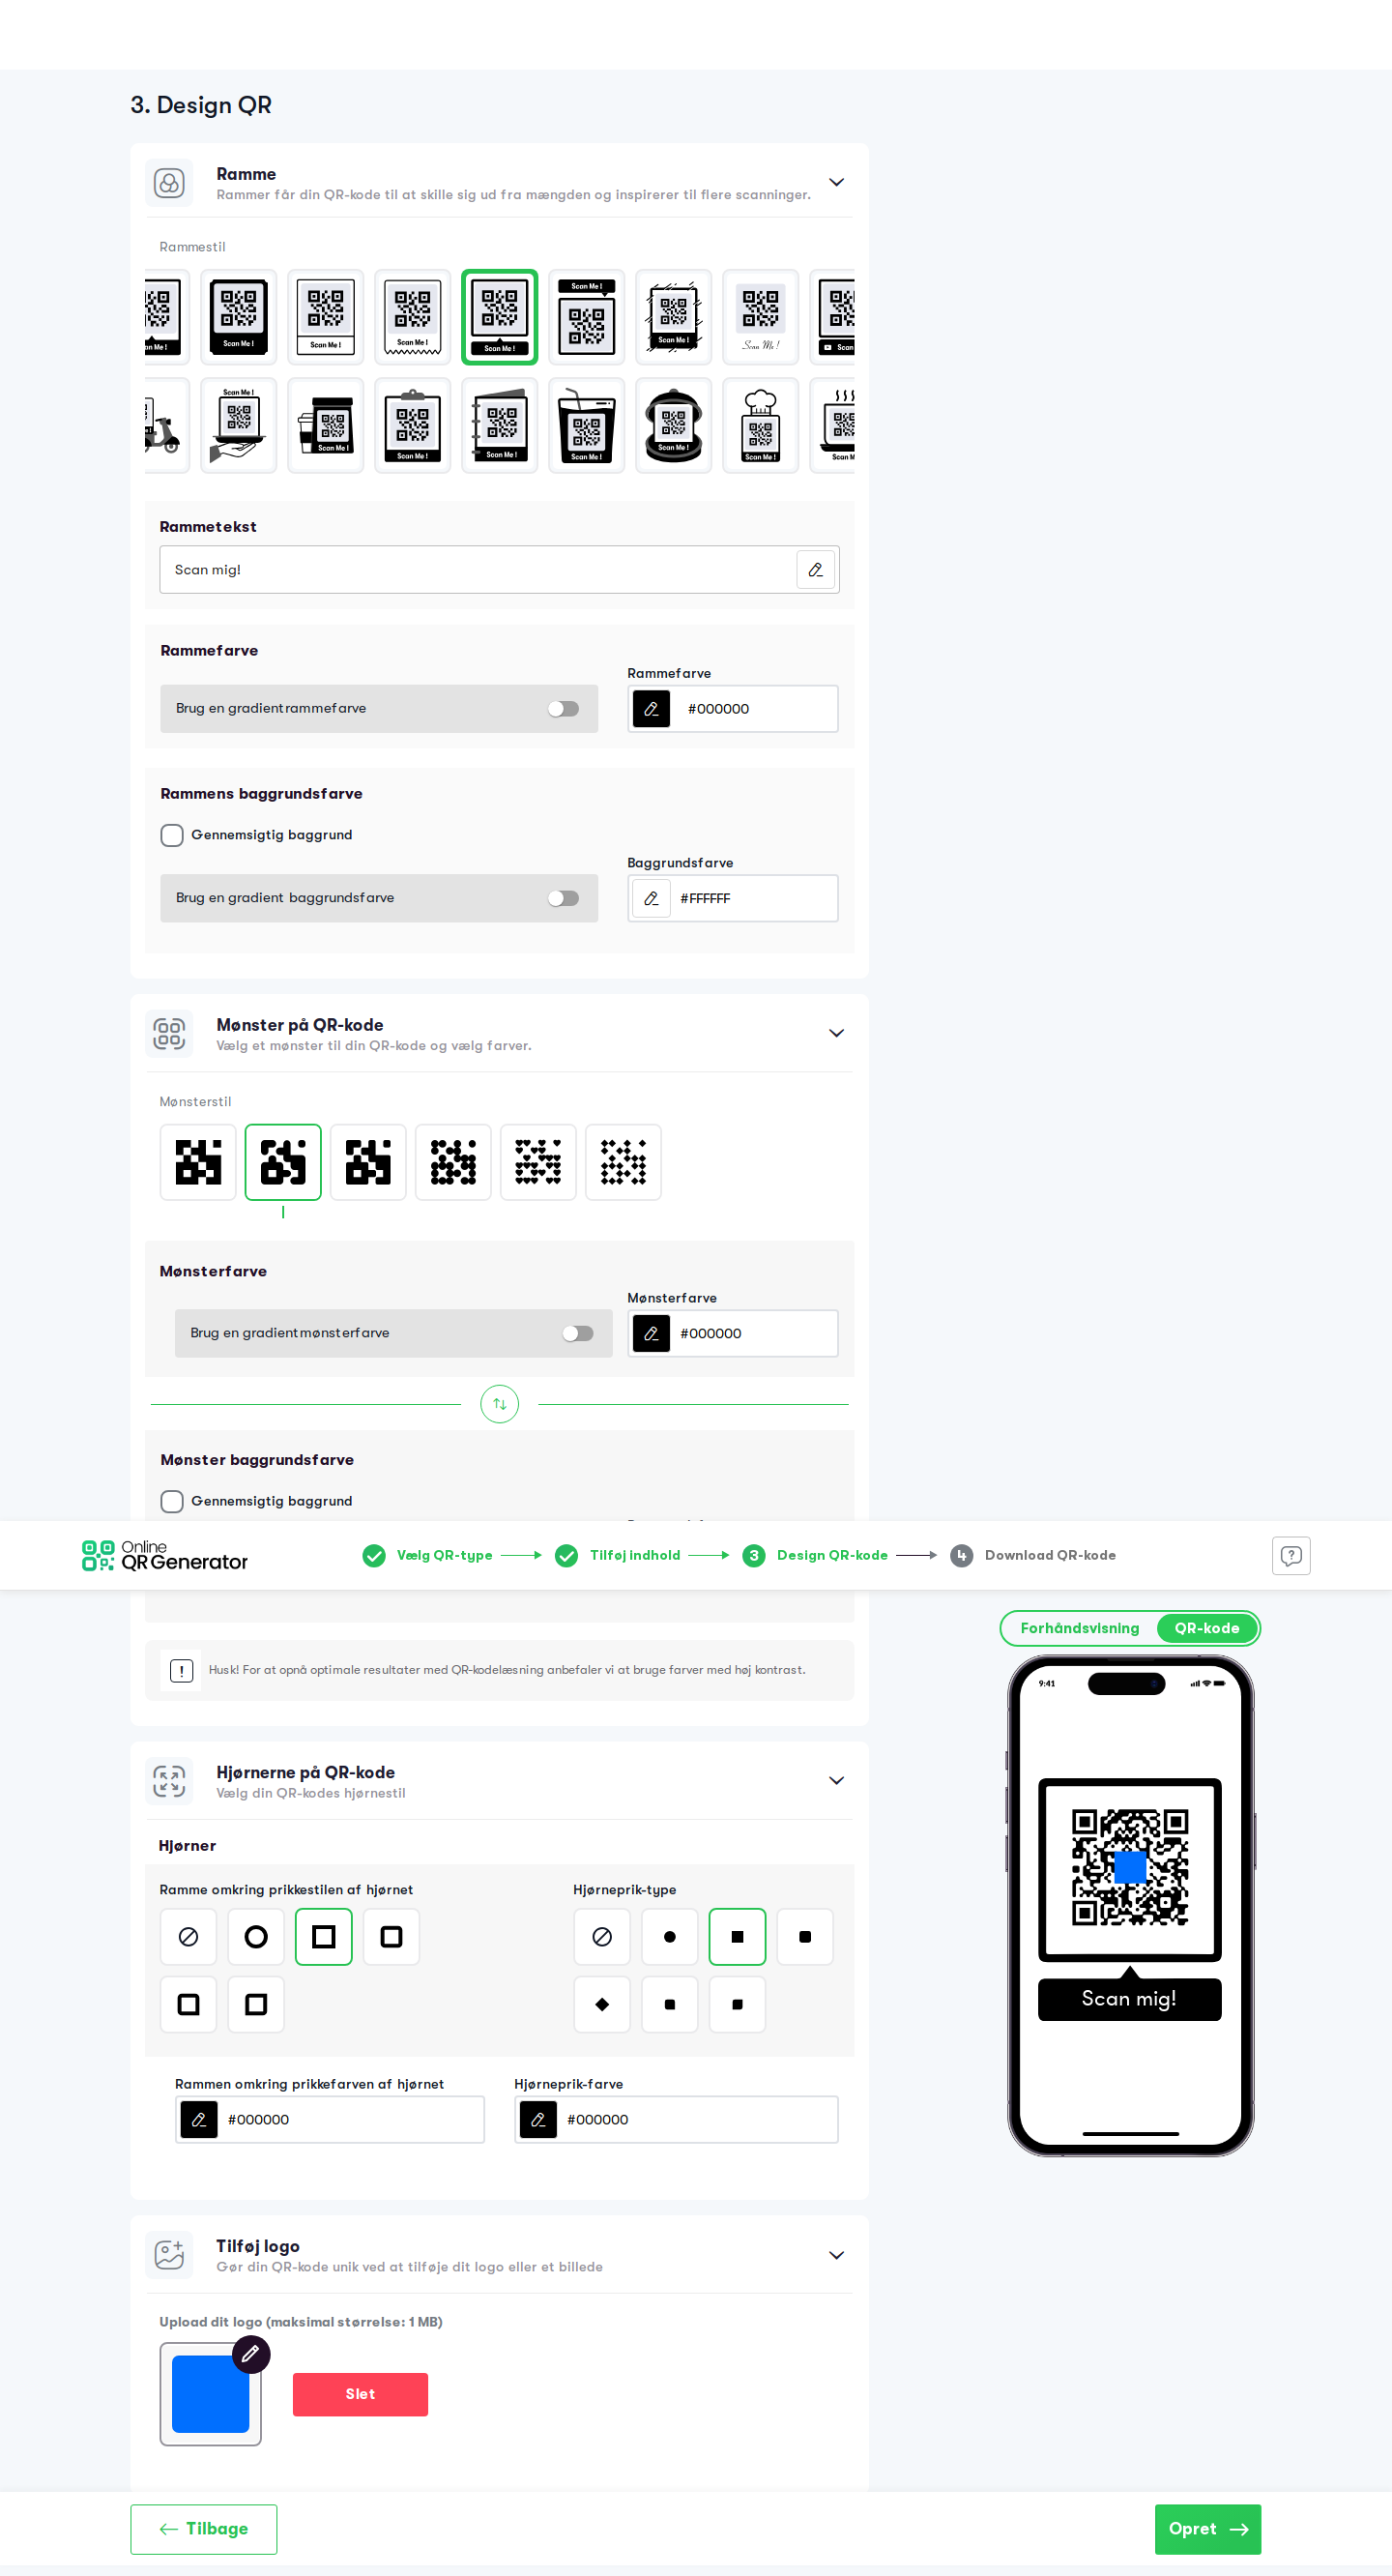 3. Design QR
Ramme
Rammer får din QR-kode til at skille sig ud fra mængden og inspirerer til flere scanninger.
Rammestil
Scan Me !
Scan Me !
Scan Me !
Scan Me !
Scan Me !
Scan Me !
Scan Me !
Scan
Scan Me !
Scan Me !
Scan Me !
Scan Me !
Scan Me !
Scan Me !
Scan Me !
Rammetekst
Scan mig!
Rammefarve
Rammefarve
Brug en gradientrammefarve
#000000
Rammens baggrundsfarve
Gennemsigtig baggrund
Baggrundsfarve
Brug en gradient baggrundsfarve
#FFFFFF
Mønster på QR-kode
Vælg et mønster til din QR-kode og vælg farver.
Mønsterstil
Mønsterfarve
Mønsterfarve
Brug en gradientmønsterfarve
#000000
Mønster baggrundsfarve
Gennemsigtig baggrund
Online
QR Generator
Vælg QR-type
Tilføj indhold
3 Design QR-kode
4 Download QR-kode
Forhåndsvisning
QR-kode
Husk! For at opnå optimale resultater med QR-kodelæsning anbefaler vi at bruge farver med høj kontrast.
9:41
Hjørnerne på QR-kode
Vælg din QR-kodes hjørnestil
Hjørner
Ramme omkring prikkestilen af hjørnet
Hjørneprik-type
Scan mig!
Rammen omkring prikkefarven af hjørnet
Hjørneprik-farve
#000000
#000000
Tilføj logo
Gør din QR-kode unik ved at tilføje dit logo eller et billede
Upload dit logo (maksimal størrelse: 1 MB)
Slet
Tilbage
Opret